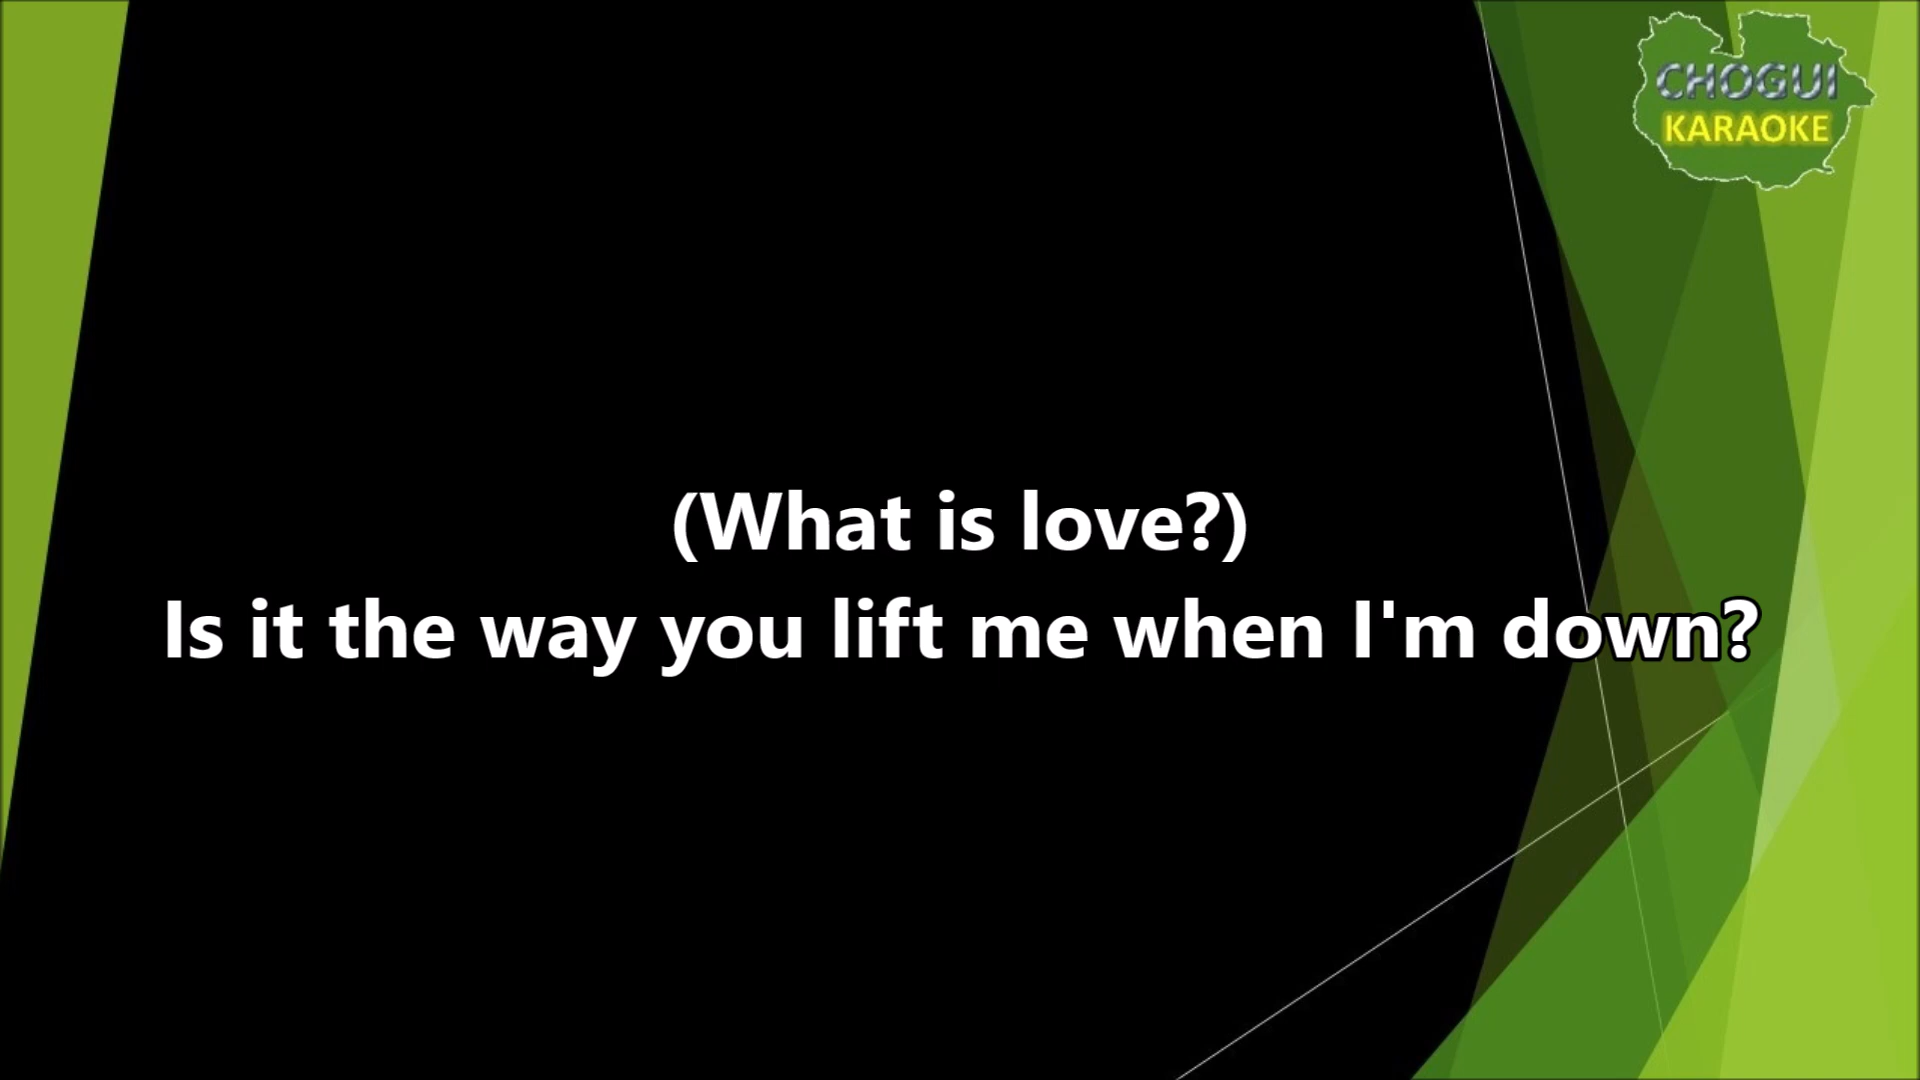 CHOGUI
KARAOKE
(What is love?)
Is it the way you lift me when I'm down?